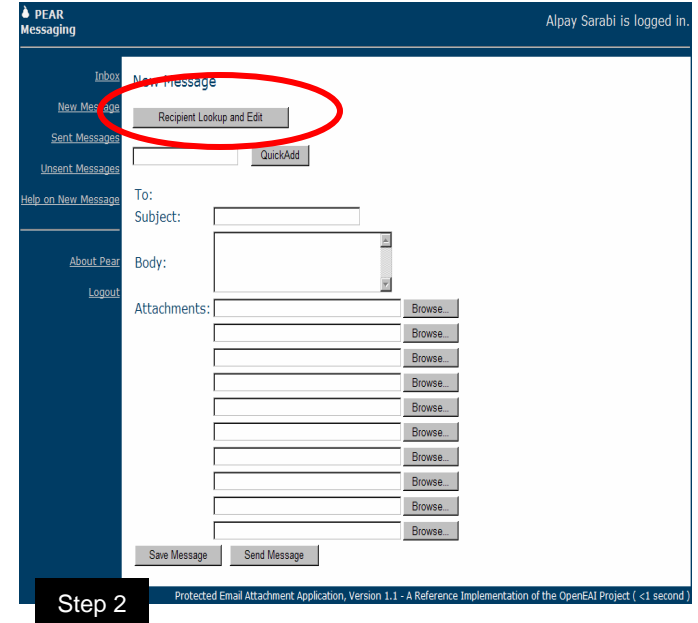 PEAR
Messaging
Alpay Sarabi is logged in.
Inbox
New Message
Sent Messages
Unsent Messages
Help on New Message
About Pear
Logout
New Message
Recipient Lookup and Edit
QuickAdd
To:
Subject:
Body:
Attachments: Browse...
Browse...
Browse...
Browse...
Browse...
Browse...
Browse...
Browse...
Browse...
Browse...
Save Message Send Message
Protected Email Attachment Application, Version 1.1 - A Reference Implementation of the OpenEAI Project ( <1 second )
Step 2